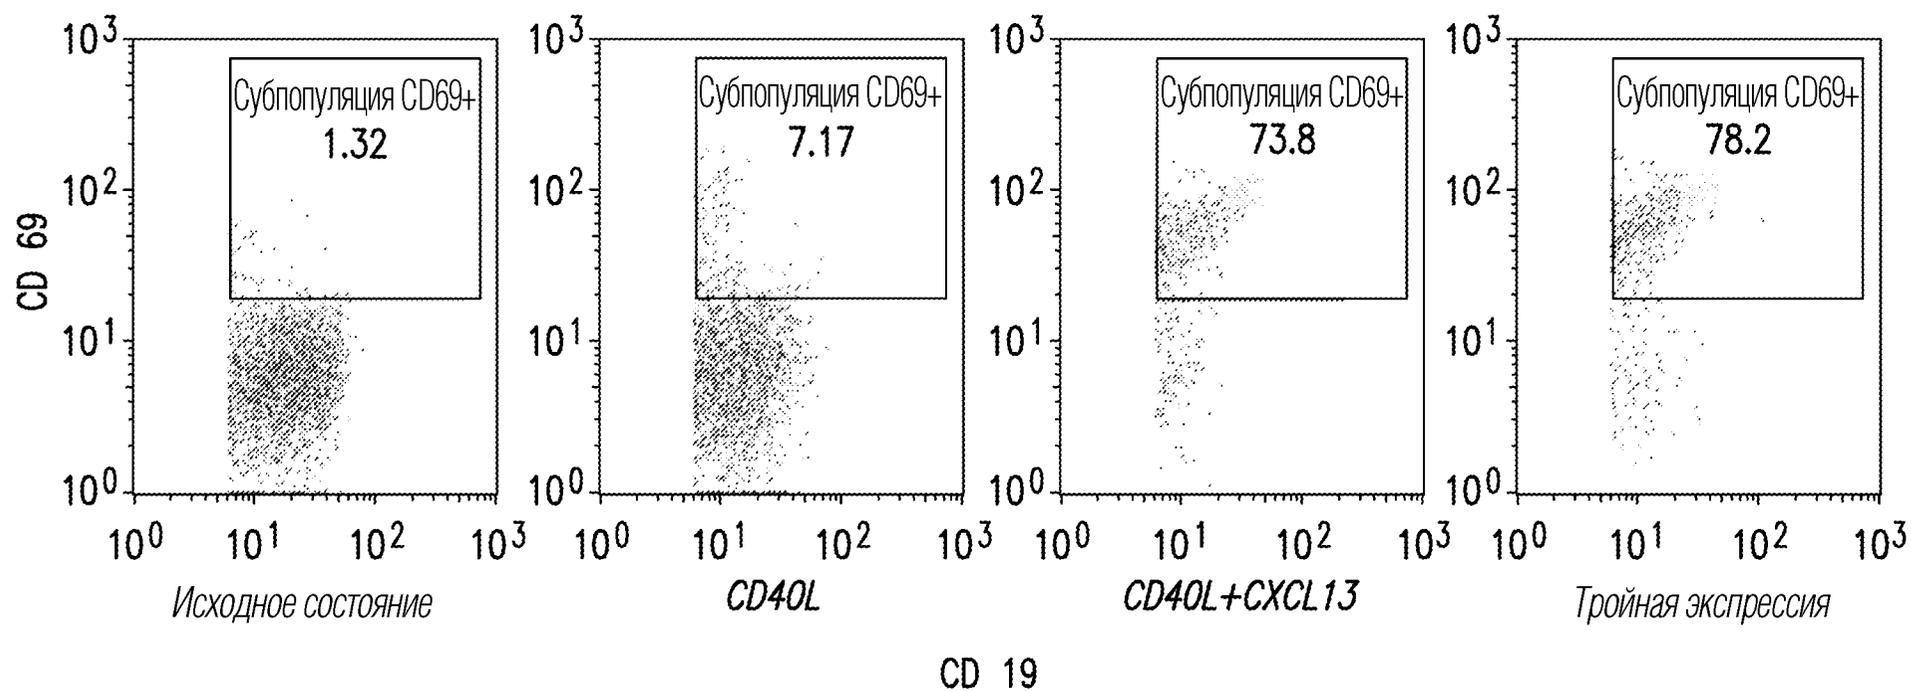 10³ 10³ 10³ 10³
Субпопуляция CD69+ Субпопуляция CD69+ Субпопуляция CD69+ Субпопуляция CD69+
1.32 7.17 73.8 78.2
10² 10² 10² 10²
CD 69
10¹ 10¹ 10¹ 10¹
10⁰ 10⁰ 10⁰ 10⁰
10⁰ 10¹ 10² 10³ 10⁰ 10¹ 10² 10³ 10⁰ 10¹ 10² 10³ 10⁰ 10¹ 10² 10³
Исходное состояние CD40L CD40L+CXCL13 Тройная экспрессия
CD 19